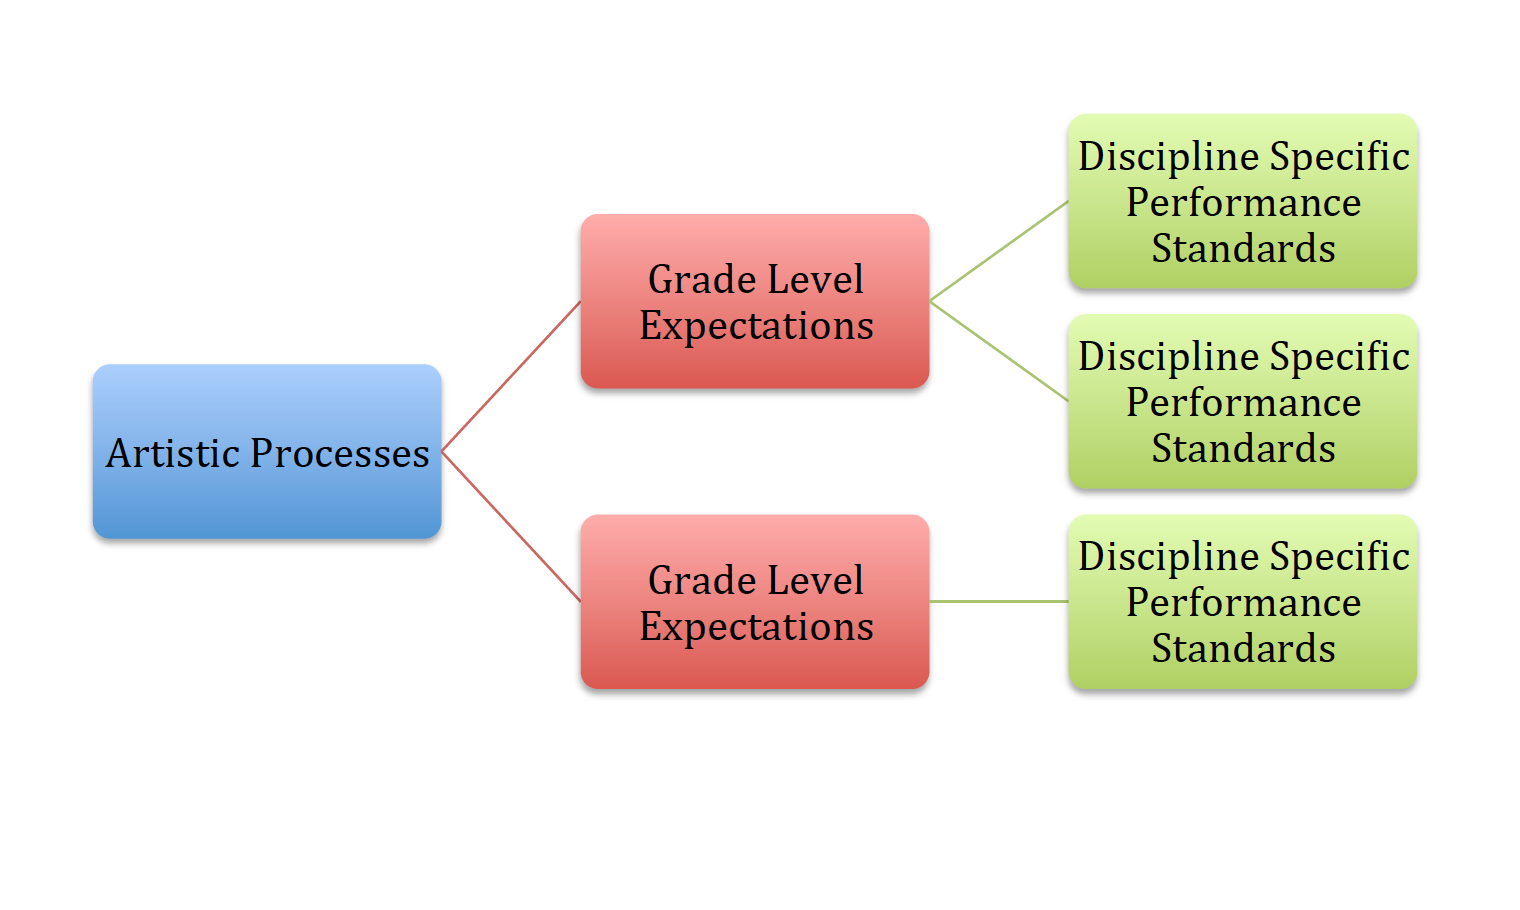 Artistic Processes
Grade Level
Expectations
Discipline Specific
Performance
Standards
Discipline Specific
Performance
Standards
Grade Level
Expectations
Discipline Specific
Performance
Standards